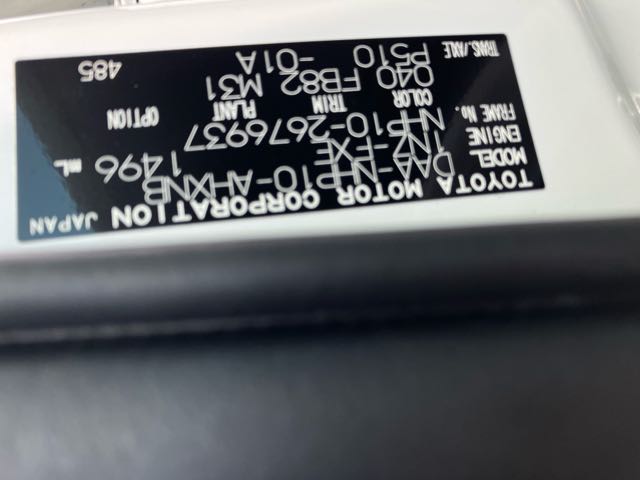 TOYOTA MOTOR CORPORATION JAPAN
MODEL DAA-NHP10-AHXNB
ENGINE 1NZ-FXE 1496 mL
FRAME No. NHP10-2676937
COLOR TRIM PLANT OPTION
040 FB82 M31
TRANS./AXLE P510 -01A 485